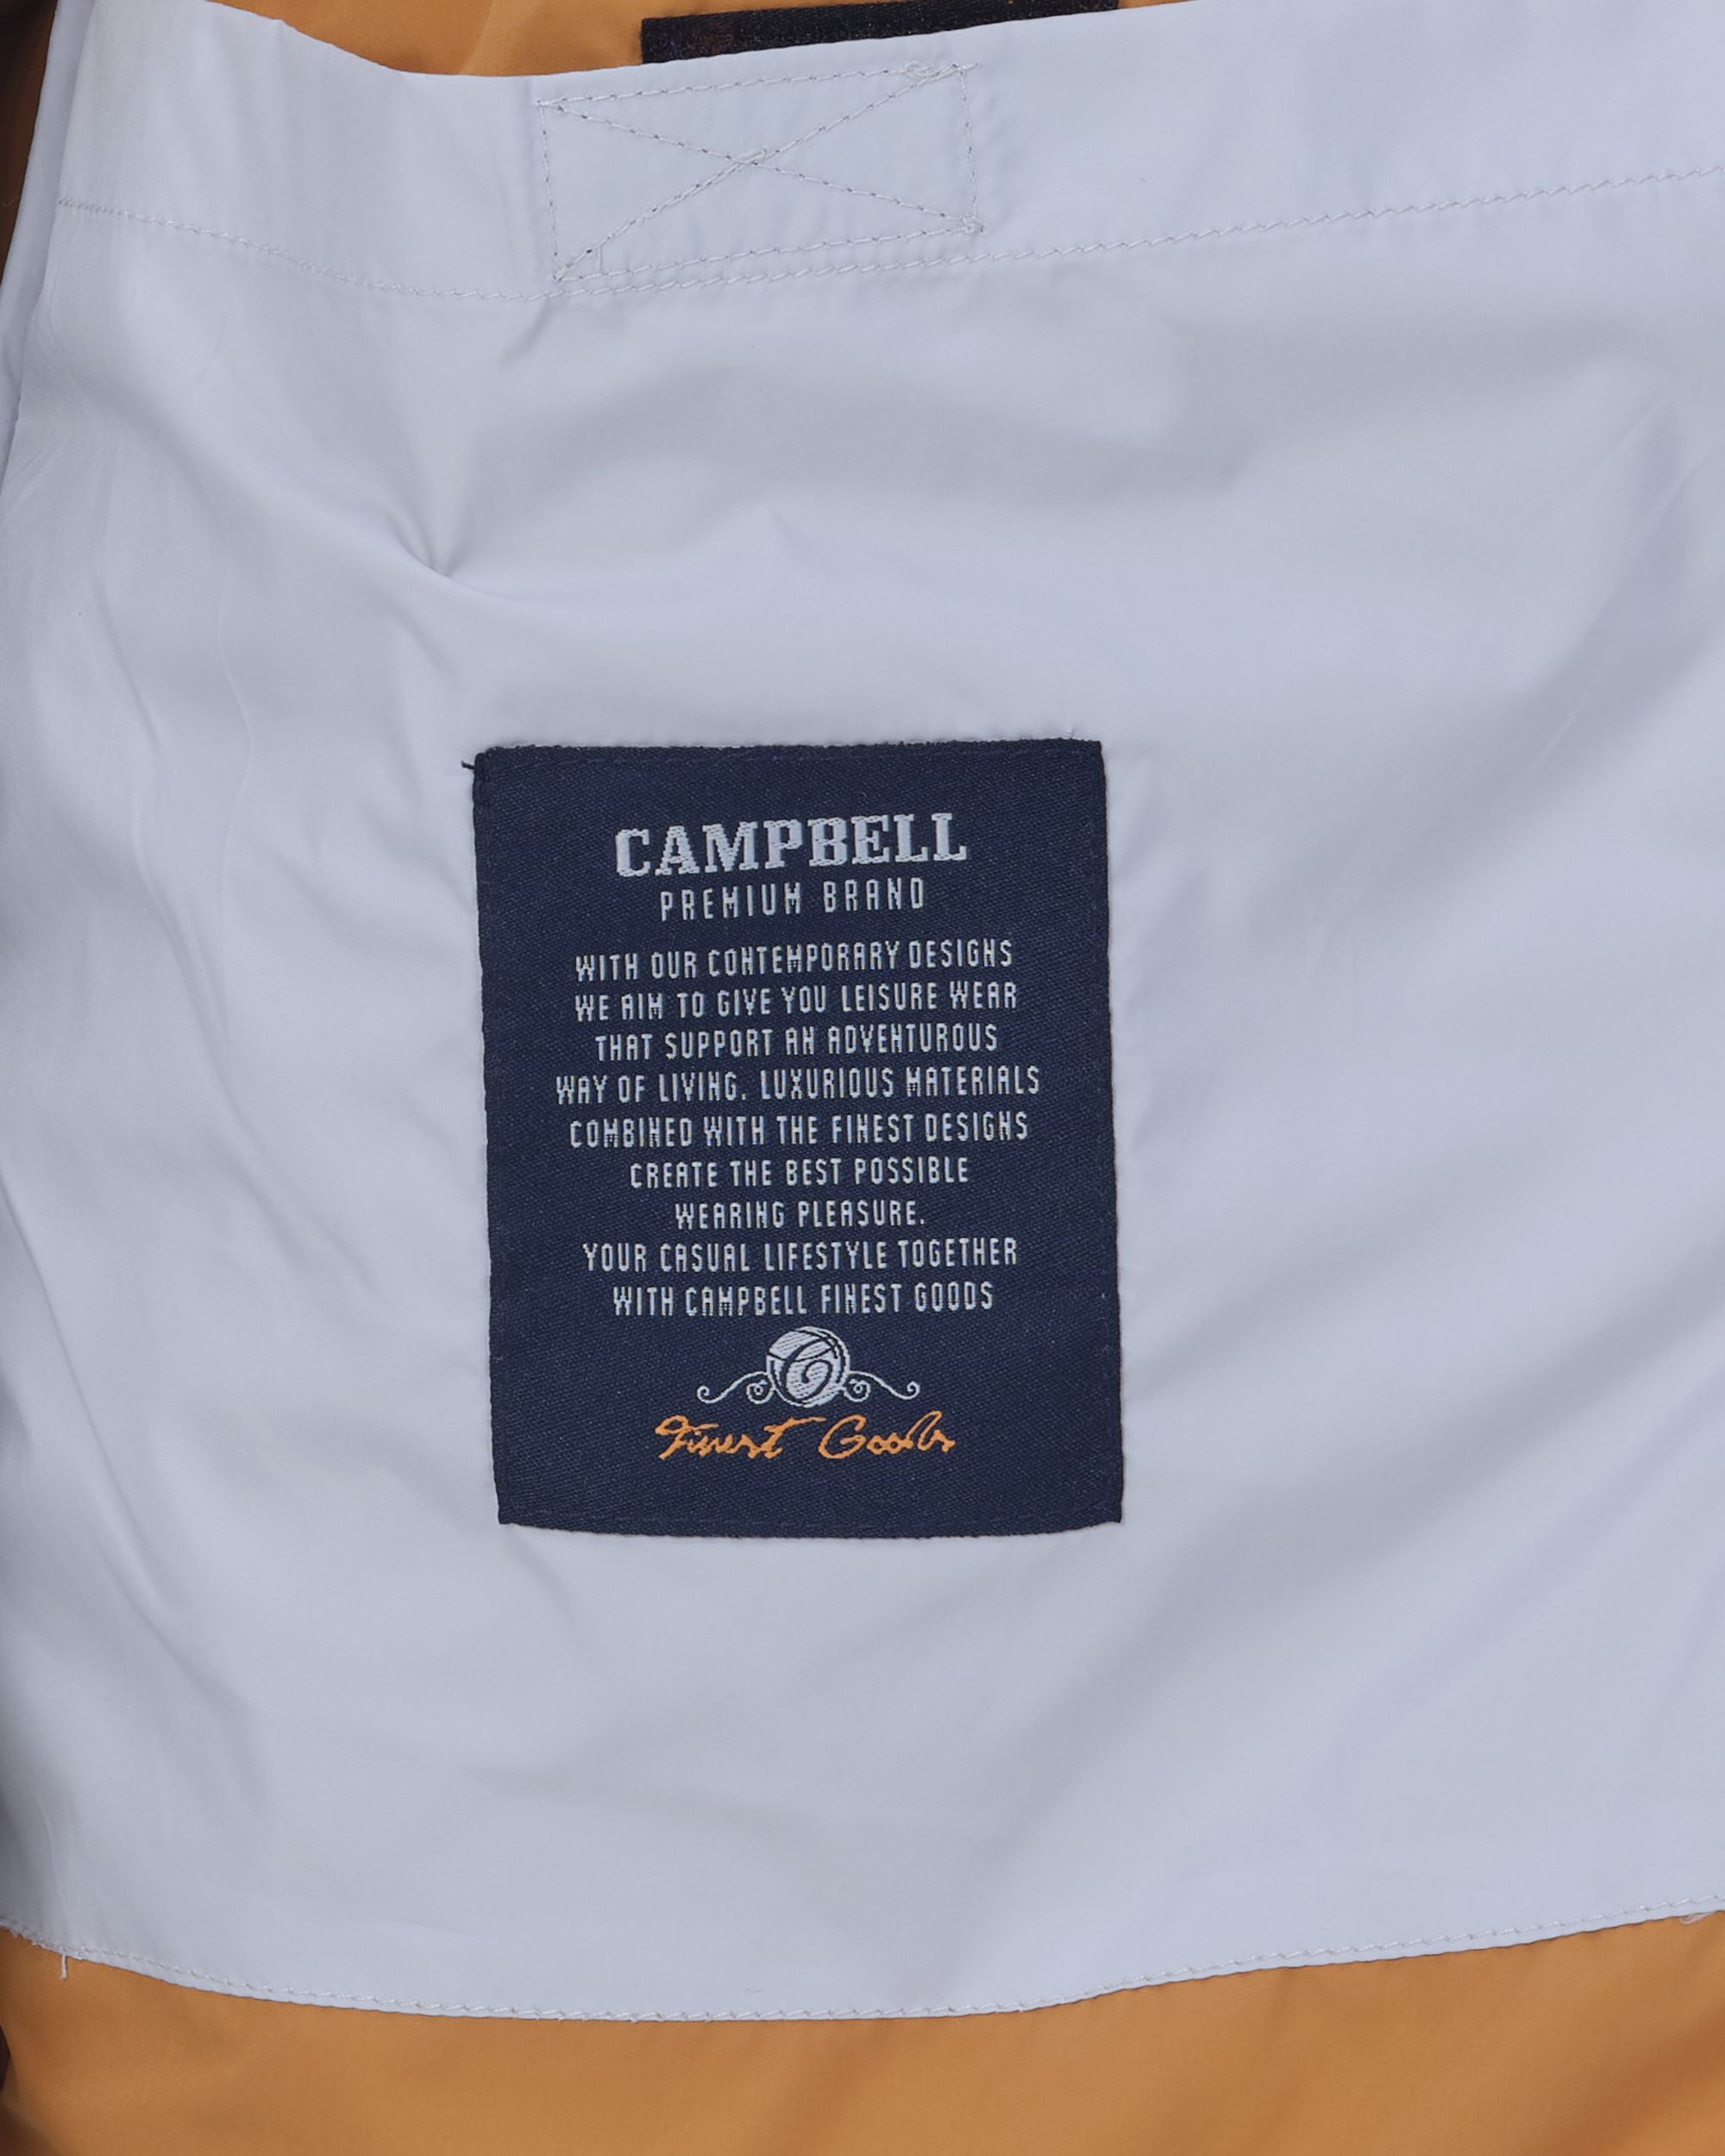 CAMPBELL
PREMIUM BRAND
WITH OUR CONTEMPORARY DESIGNS
WE AIM TO GIVE YOU LEISURE WEAR
THAT SUPPORT AN ADVENTUROUS
WAY OF LIVING. LUXURIOUS MATERIALS
COMBINED WITH THE FINEST DESIGNS
CREATE THE BEST POSSIBLE
WEARING PLEASURE.
YOUR CASUAL LIFESTYLE TOGETHER
WITH CAMPBELL FINEST GOODS
C
Finest Goods